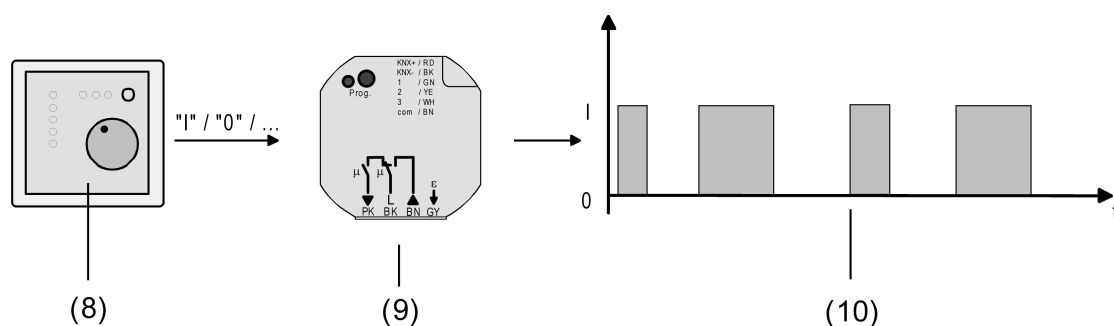 "I" / "0" / ...
Prog.
KNX+ / RD
KNX- / BK
1 / GN
2 / YE
3 / WH
com / BN
µ µ
L ε
PK BK BN GY
I
0
t
(8) (9) (10)